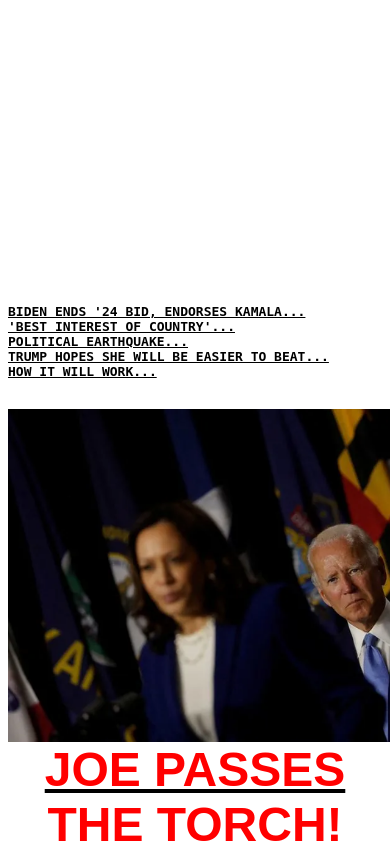 BIDEN ENDS '24 BID, ENDORSES KAMALA...
'BEST INTEREST OF COUNTRY'...
POLITICAL EARTHQUAKE...
TRUMP HOPES SHE WILL BE EASIER TO BEAT...
HOW IT WILL WORK...
JOE PASSES
THE TORCH!